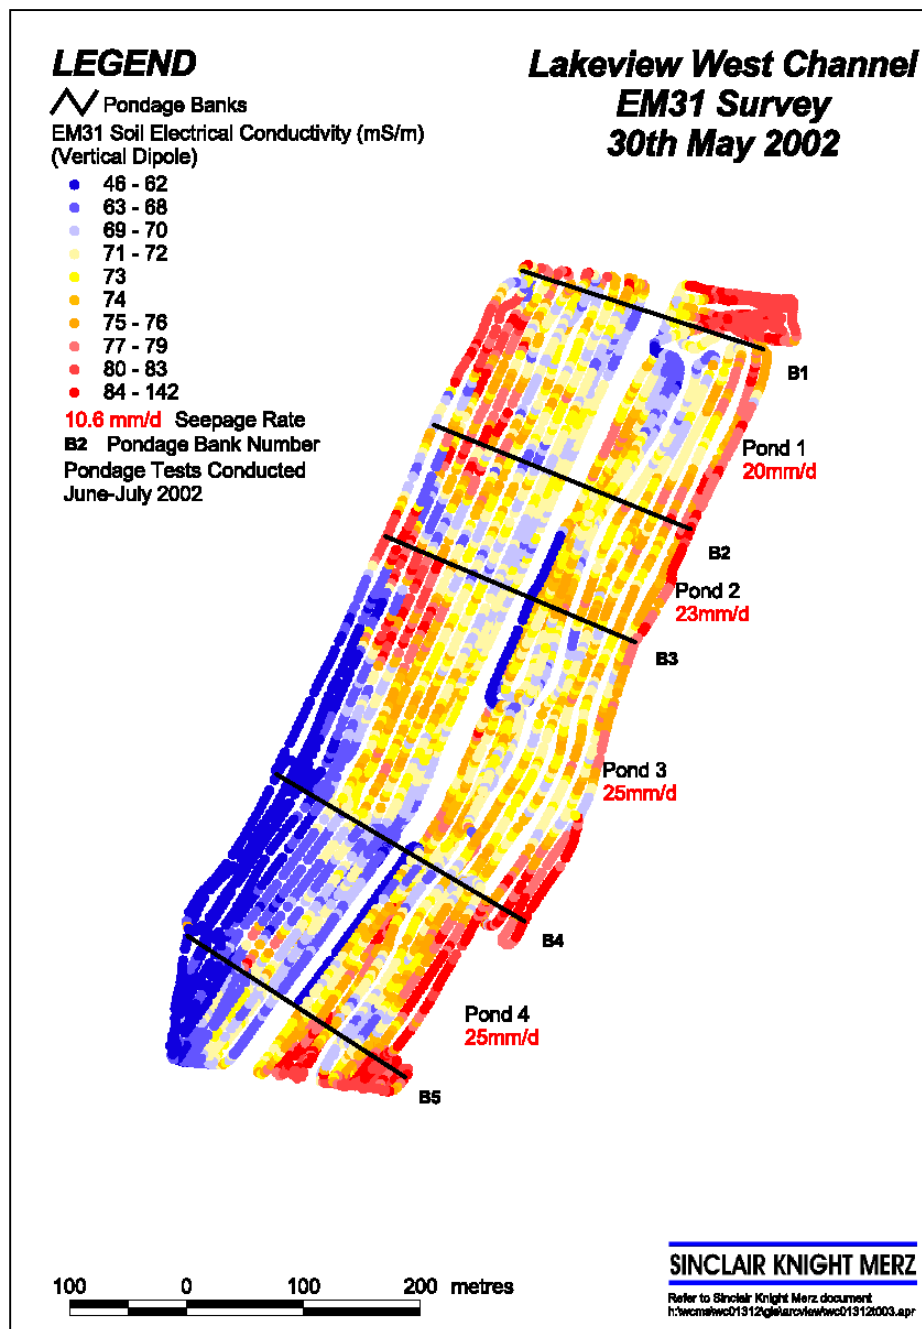 LEGEND
Pondage Banks
EM31 Soil Electrical Conductivity (mS/m)
(Vertical Dipole)
46 - 62
63 - 68
69 - 70
71 - 72
73
74
75 - 76
77 - 79
80 - 83
84 - 142
10.6 mm/d Seepage Rate
B2 Pondage Bank Number
Pondage Tests Conducted
June-July 2002
Lakeview West Channel
EM31 Survey
30th May 2002
B1
Pond 1
20mm/d
B2
Pond 2
23mm/d
B3
Pond 3
25mm/d
B4
Pond 4
25mm/d
B5
100 0 100 200 metres
SINCLAIR KNIGHT MERZ
Refer to Sinclair Knight Merz document